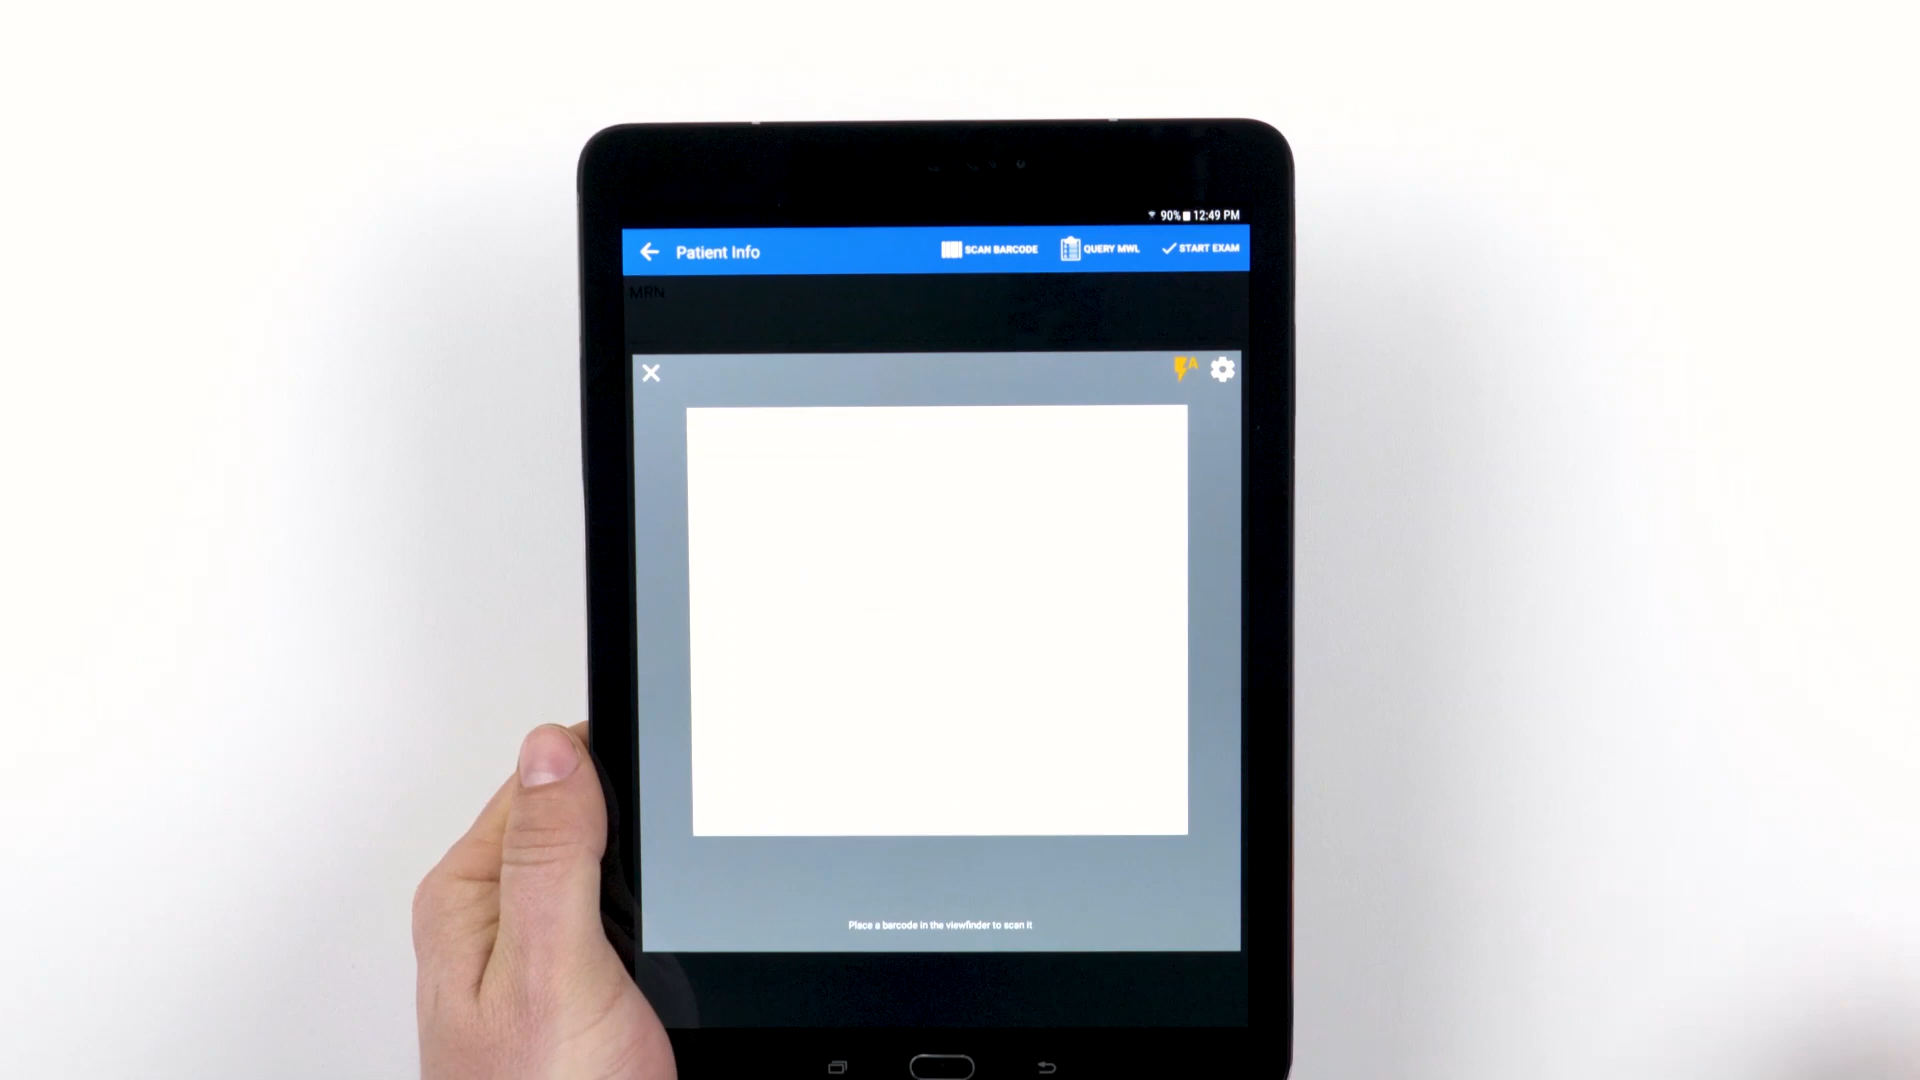 90% 12:49 PM
Patient Info SCAN BARCODE QUERY MWL START EXAM
MRN
A
Place a barcode in the viewfinder to scan it